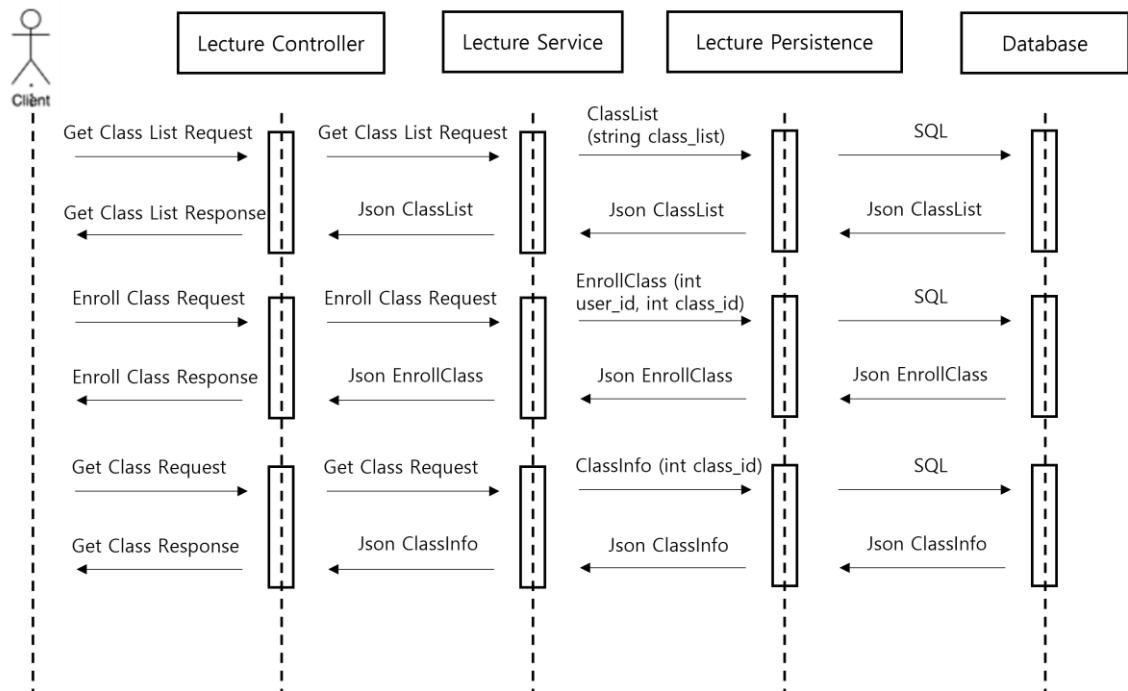 Client
Lecture Controller
Lecture Service
Lecture Persistence
Database
Get Class List Request
Get Class List Request
ClassList
(string class_list)
SQL
Get Class List Response
Json ClassList
Json ClassList
Json ClassList
Enroll Class Request
Enroll Class Request
EnrollClass (int
user_id, int class_id)
SQL
Enroll Class Response
Json EnrollClass
Json EnrollClass
Json EnrollClass
Get Class Request
Get Class Request
ClassInfo (int class_id)
SQL
Get Class Response
Json ClassInfo
Json ClassInfo
Json ClassInfo